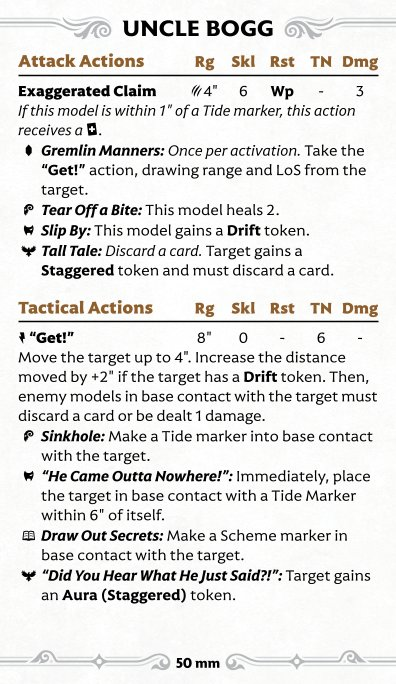 UNCLE BOGG
Attack Actions Rg Skl Rst TN Dmg
Exaggerated Claim 4" 6 Wp - 3
If this model is within 1" of a Tide marker, this action
receives a .
Gremlin Manners: Once per activation. Take the
“Get!” action, drawing range and LoS from the
target.
Tear Off a Bite: This model heals 2.
Slip By: This model gains a Drift token.
Tall Tale: Discard a card. Target gains a
Staggered token and must discard a card.
Tactical Actions Rg Skl Rst TN Dmg
“Get!” 8" 0 - 6 -
Move the target up to 4". Increase the distance
moved by +2" if the target has a Drift token. Then,
enemy models in base contact with the target must
discard a card or be dealt 1 damage.
Sinkhole: Make a Tide marker into base contact
with the target.
“He Came Outta Nowhere!”: Immediately, place
the target in base contact with a Tide Marker
within 6" of itself.
Draw Out Secrets: Make a Scheme marker in
base contact with the target.
“Did You Hear What He Just Said?!”: Target gains
an Aura (Staggered) token.
50 mm